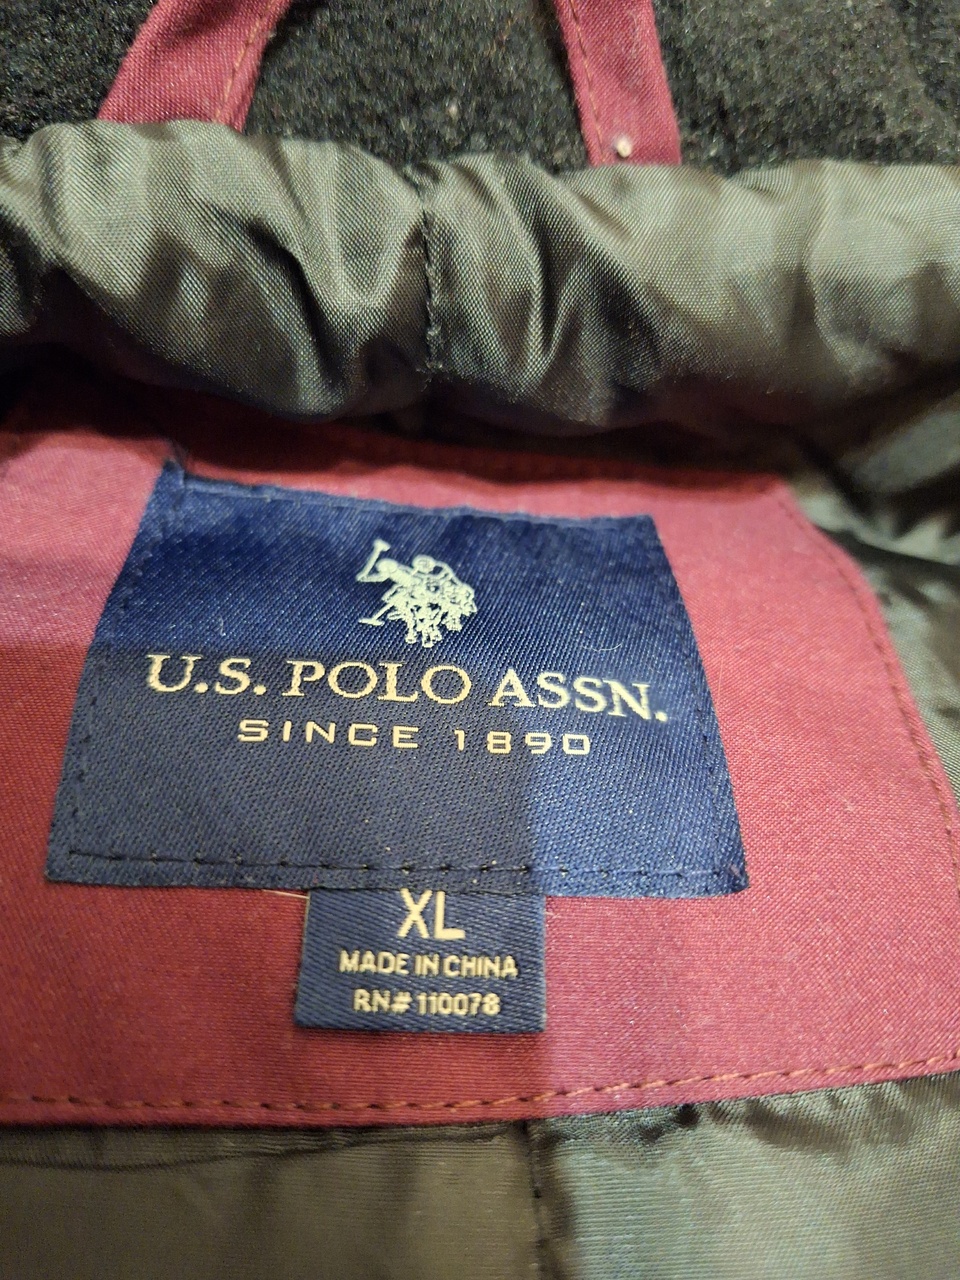 U.S. POLO ASSN.
SINCE 1890
XL
MADE IN CHINA
RN# 110078